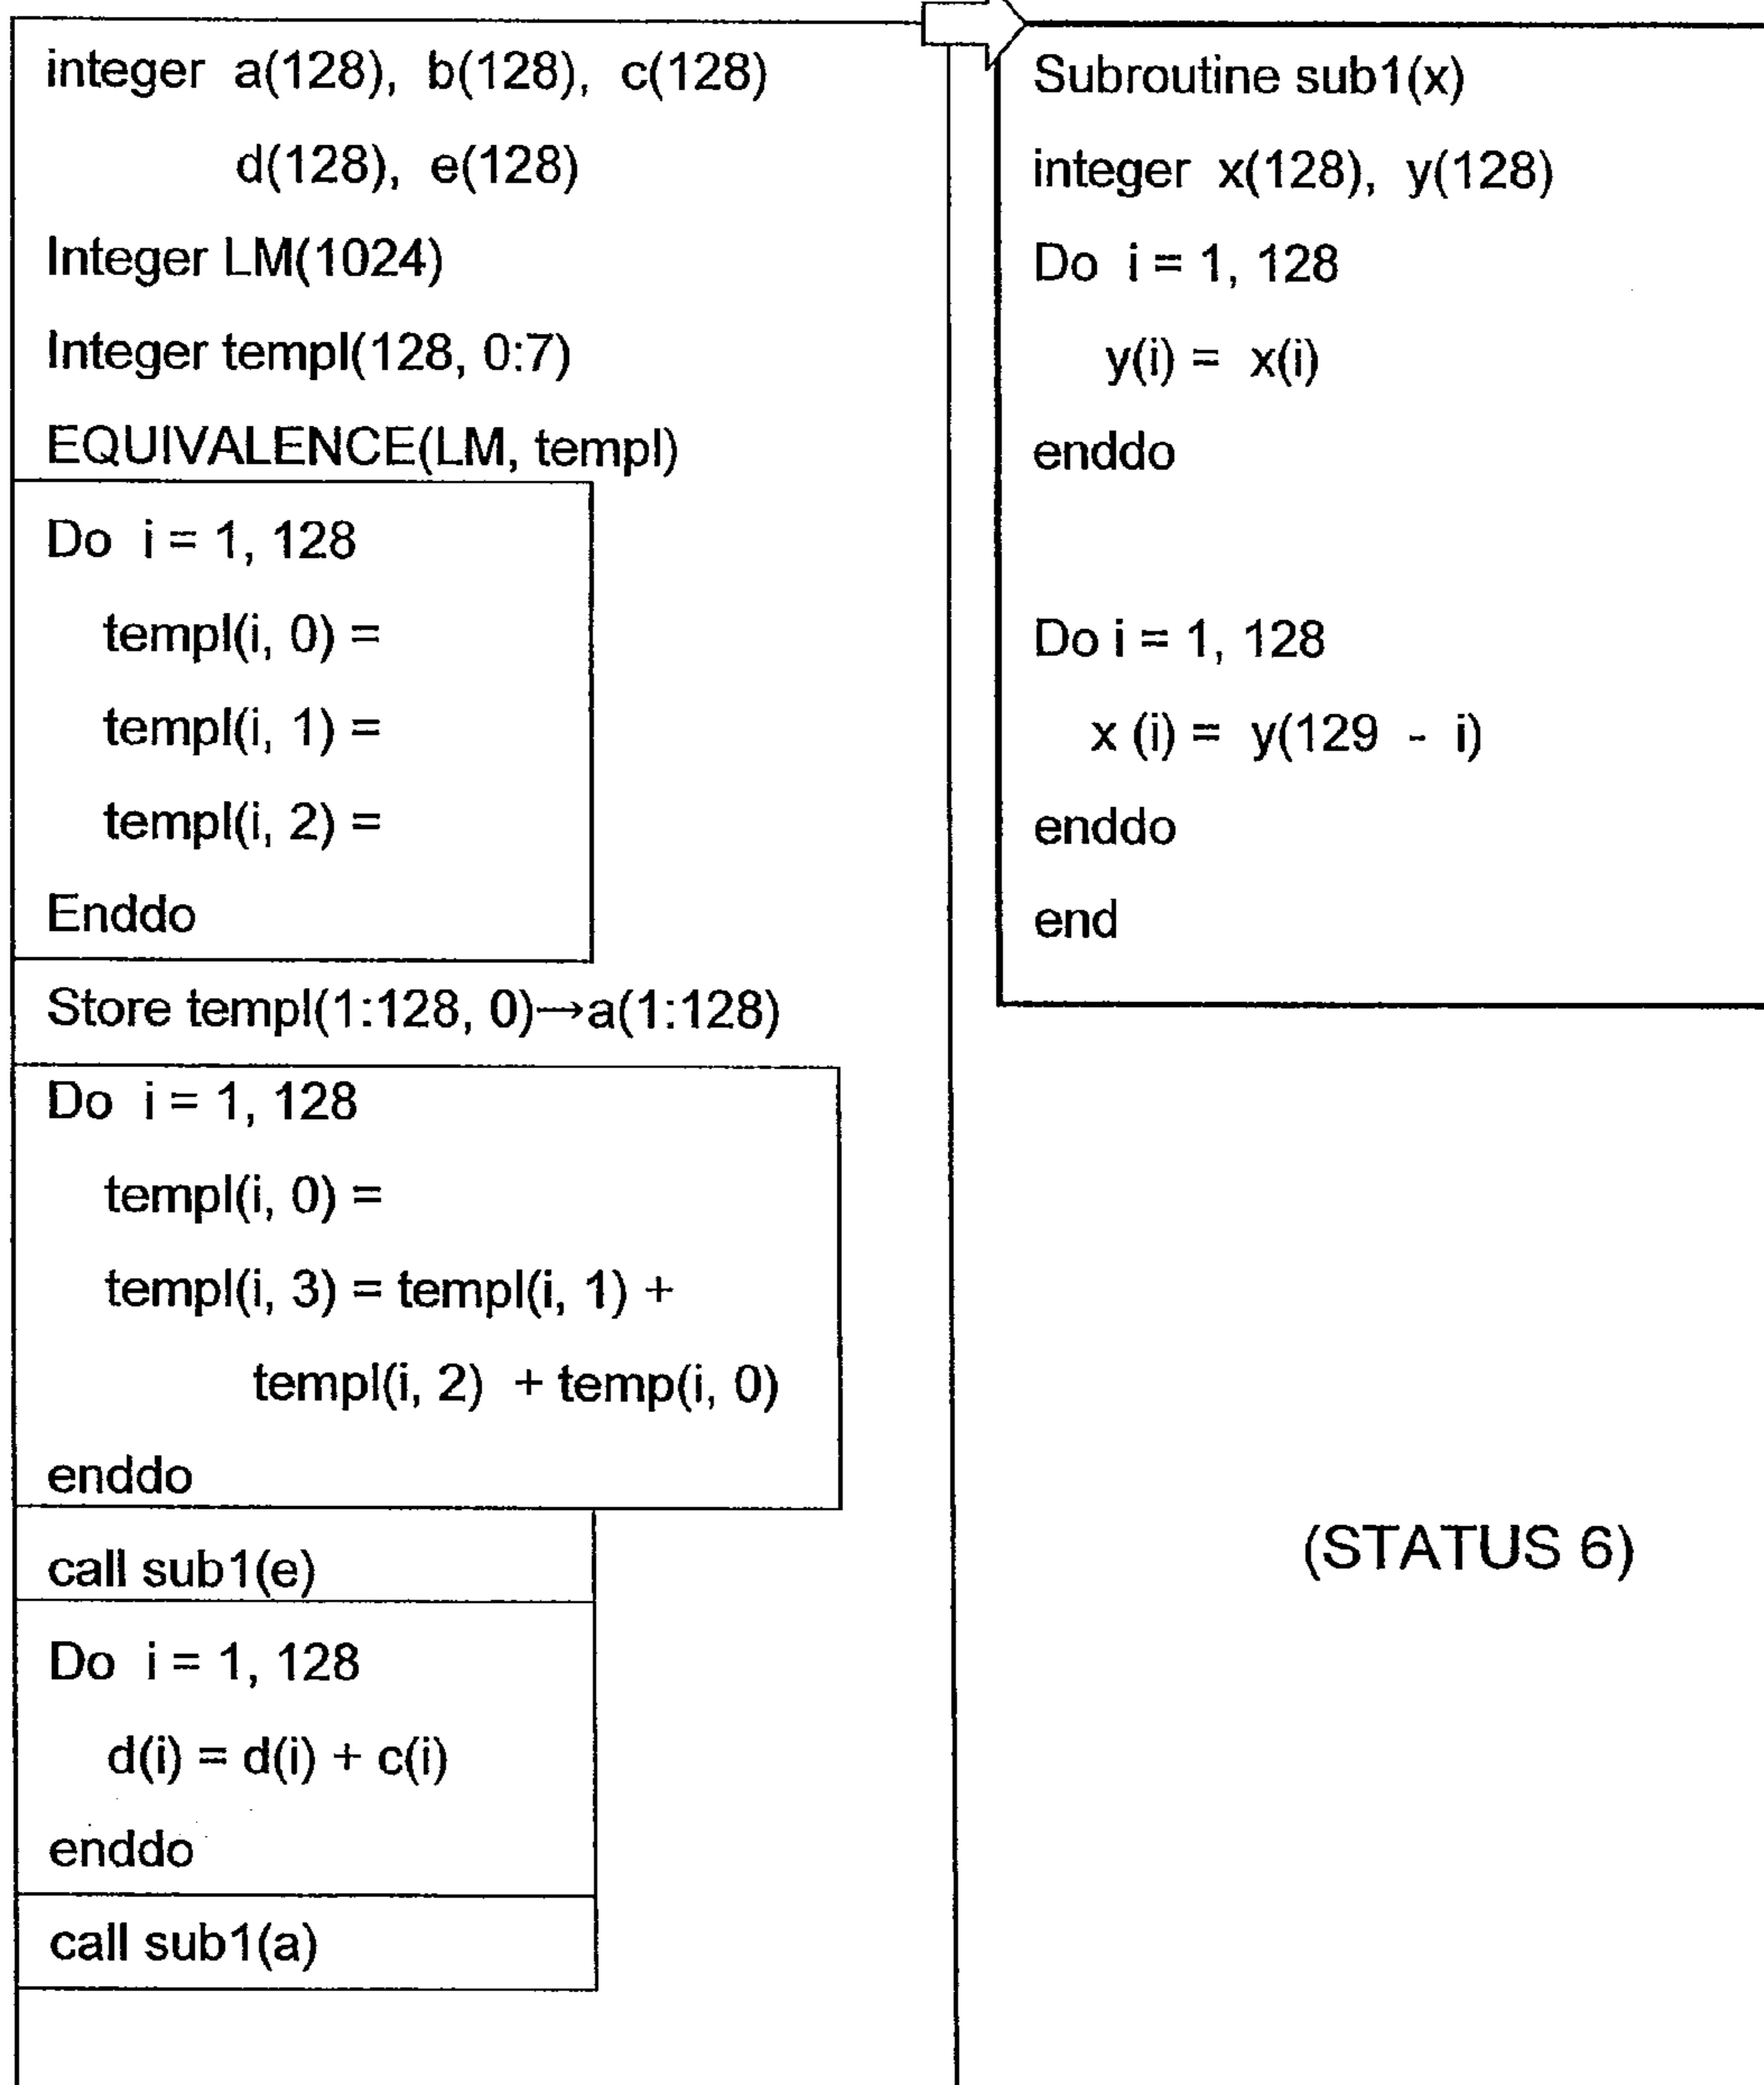 integer a(128), b(128), c(128)
d(128), e(128)
Integer LM(1024)
Integer templ(128, 0:7)
EQUIVALENCE(LM, templ)
Do i = 1, 128
templ(i, 0) =
templ(i, 1) =
templ(i, 2) =
Enddo
Store templ(1:128, 0)→a(1:128)
Do i = 1, 128
templ(i, 0) =
templ(i, 3) = templ(i, 1) +
templ(i, 2) + temp(i, 0)
enddo
call sub1(e)
Do i = 1, 128
d(i) = d(i) + c(i)
enddo
call sub1(a)
Subroutine sub1(x)
integer x(128), y(128)
Do i = 1, 128
y(i) = x(i)
enddo
Do i = 1, 128
x (i) = y(129 - i)
enddo
end
(STATUS 6)